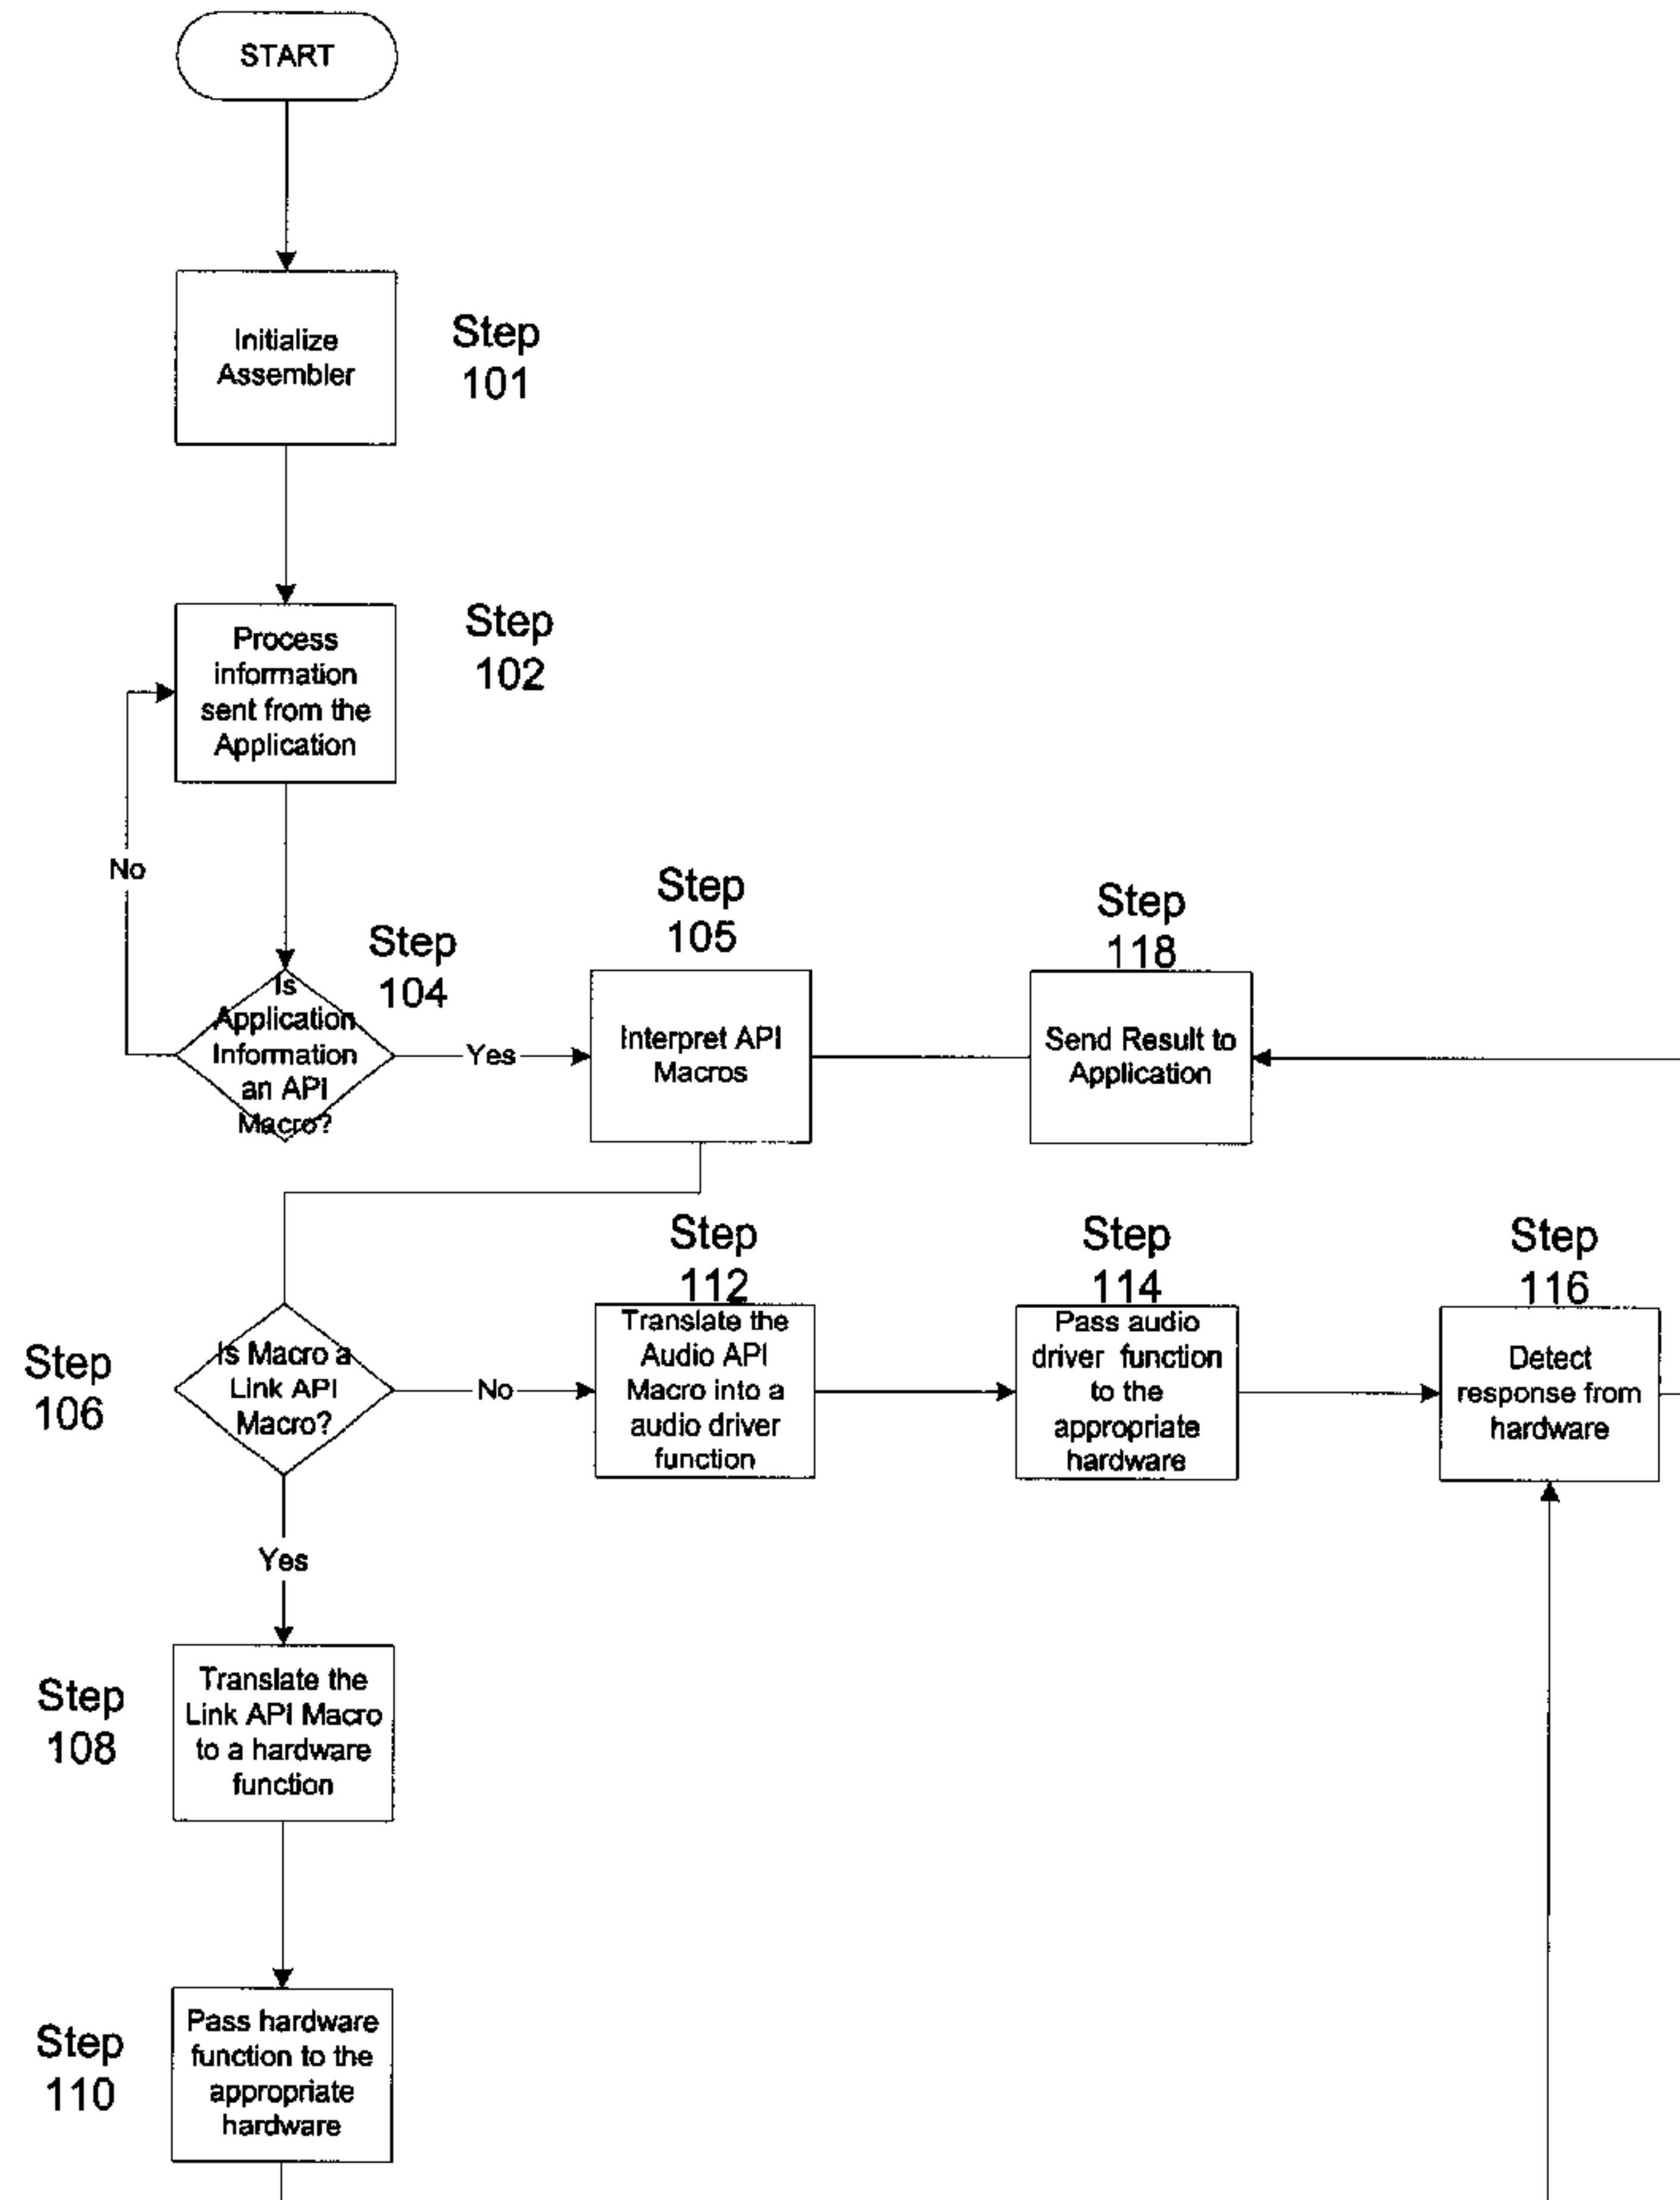 START
Initialize
Assembler
Step
101
Process
information
sent from the
Application
Step
102
No
Step
104
Is
Application
Information
an API
Macro?
Yes
Step
105
Interpret API
Macros
Step
118
Send Result to
Application
Step
106
Is Macro a
Link API
Macro?
No
Step
112
Translate the
Audio API
Macro into a
audio driver
function
Step
114
Pass audio
driver function
to the
appropriate
hardware
Step
116
Detect
response from
hardware
Yes
Step
108
Translate the
Link API Macro
to a hardware
function
Step
110
Pass hardware
function to the
appropriate
hardware